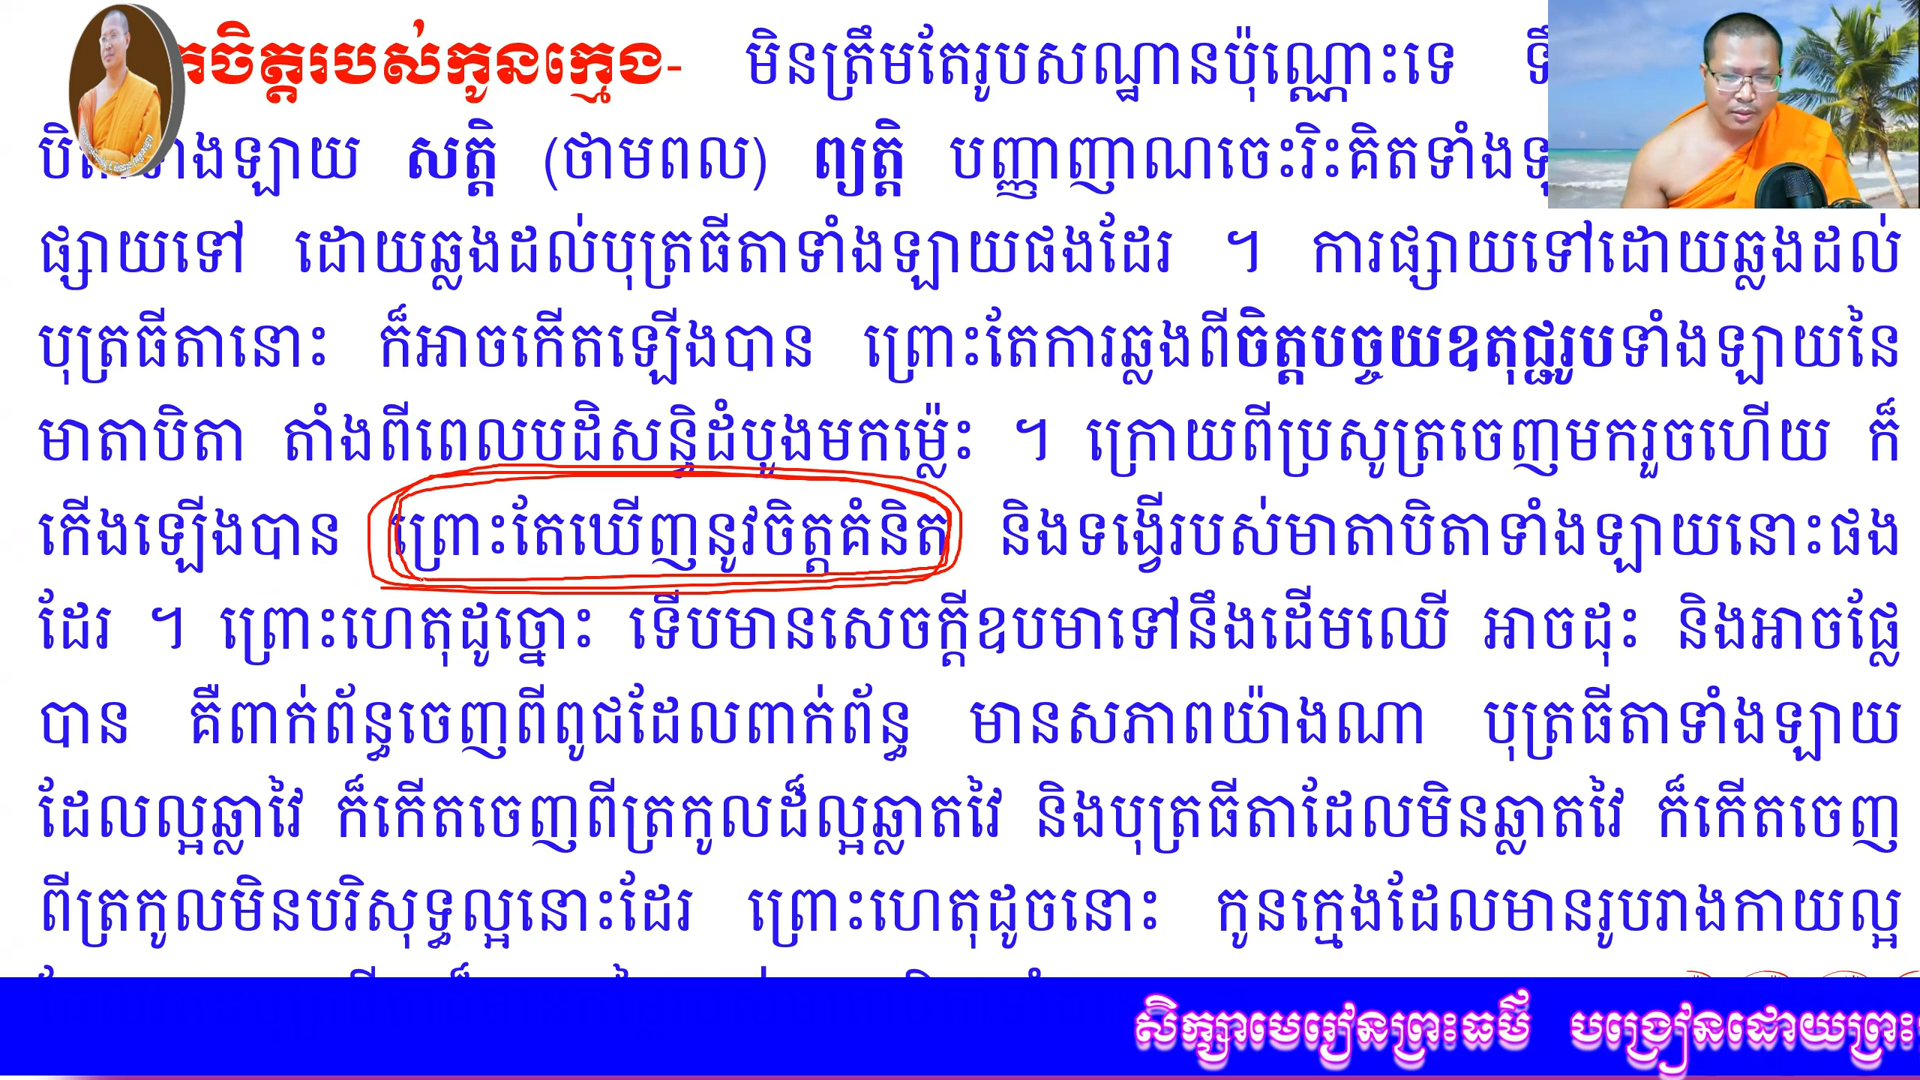 ចិត្តរបស់កូនក្មេង- មិនត្រឹមតែរូបសណ្ឋានប៉ុណ្ណោះទេ
ឡាយ សត្តិ (ថាមពល) ព្យត្តិ បញ្ញាញាណចេះរិះគិតទាំង
ផ្សាយទៅ ដោយឆ្លងដល់បុត្រធីតាទាំងឡាយផងដែរ ។ ការផ្សាយទៅដោយឆ្លងដល់
បុត្រធីតានោះ ក៏អាចកើតឡើងបាន ព្រោះតែការឆ្លងពីចិត្តបច្ចយឧតុជ្ជរូបទាំងឡាយនៃ
មាតាបិតា តាំងពីពេលបដិសន្ធិដំបូងមកម្ល៉េះ ។ ក្រោយពីប្រសូត្រចេញមករួចហើយ ក៏
កើងឡើងបាន ព្រោះតែឃើញនូវចិត្តគំនិត និងទង្វើរបស់មាតាបិតាទាំងឡាយនោះផង
ដែរ ។ ព្រោះហេតុដូច្នោះ ទើបមានសេចក្តីឧបមាទៅនឹងដើមឈើ អាចដុះ និងអាចផ្លែ
បាន គឺពាក់ព័ន្ធចេញពីពូជដែលពាក់ព័ន្ធ មានសភាពយ៉ាងណា បុត្រធីតាទាំងឡាយ
ដែលល្អឆ្លាវៃ ក៏កើតចេញពីត្រកូលដ៏ល្អឆ្លាតវៃ និងបុត្រធីតាដែលមិនឆ្លាតវៃ ក៏កើតចេញ
ពីត្រកូលមិនបរិសុទ្ធល្អនោះដែរ ព្រោះហេតុដូចនោះ កូនក្មេងដែលមានរូបរាងកាយល្អ
សិក្សាមេរៀនព្រះធម៌ បង្រៀនដោយព្រះ